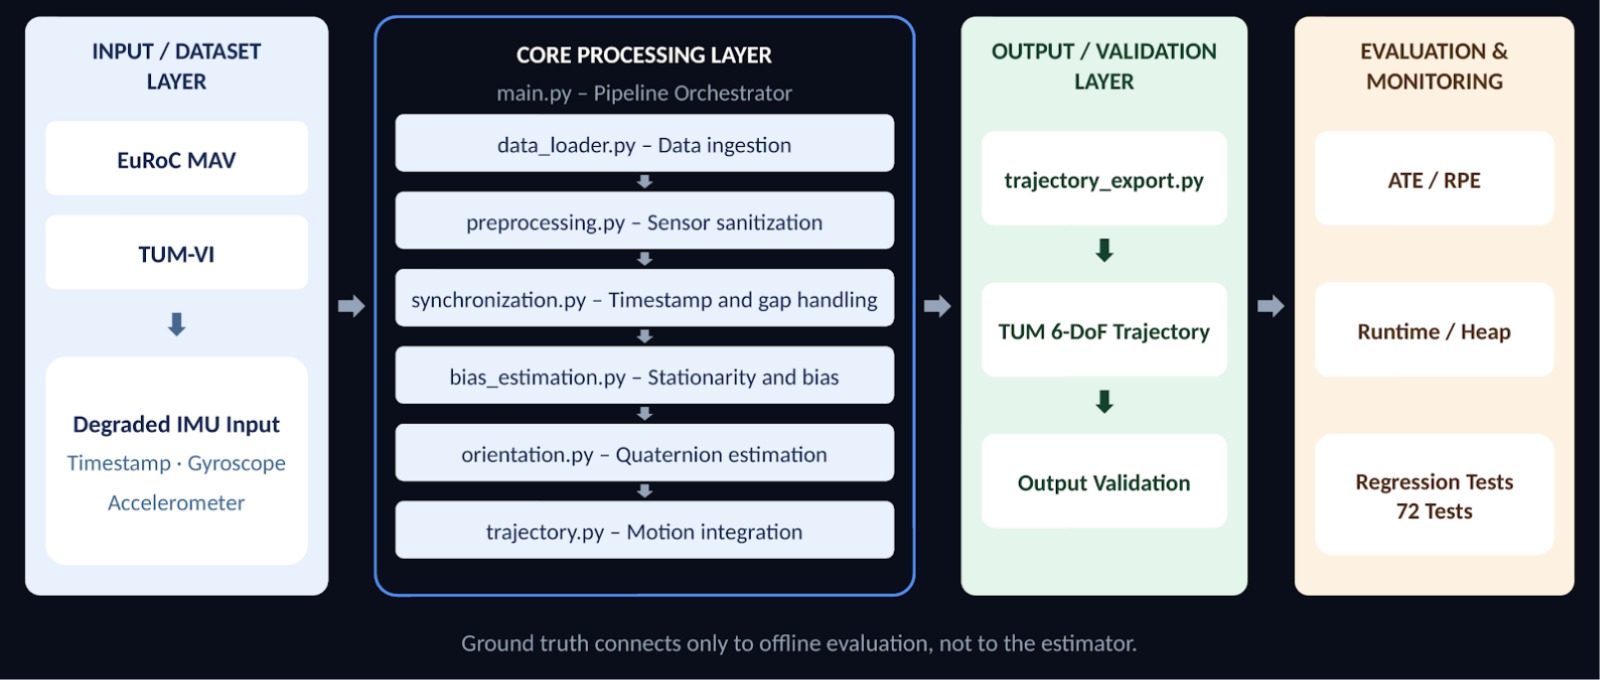 INPUT / DATASET
LAYER
EuRoC MAV
TUM-VI
Degraded IMU Input
Timestamp · Gyroscope
Accelerometer
CORE PROCESSING LAYER
main.py – Pipeline Orchestrator
data_loader.py – Data ingestion
preprocessing.py – Sensor sanitization
synchronization.py – Timestamp and gap handling
bias_estimation.py – Stationarity and bias
orientation.py – Quaternion estimation
trajectory.py – Motion integration
OUTPUT / VALIDATION
LAYER
trajectory_export.py
TUM 6-DoF Trajectory
Output Validation
EVALUATION &
MONITORING
ATE / RPE
Runtime / Heap
Regression Tests
72 Tests
Ground truth connects only to offline evaluation, not to the estimator.